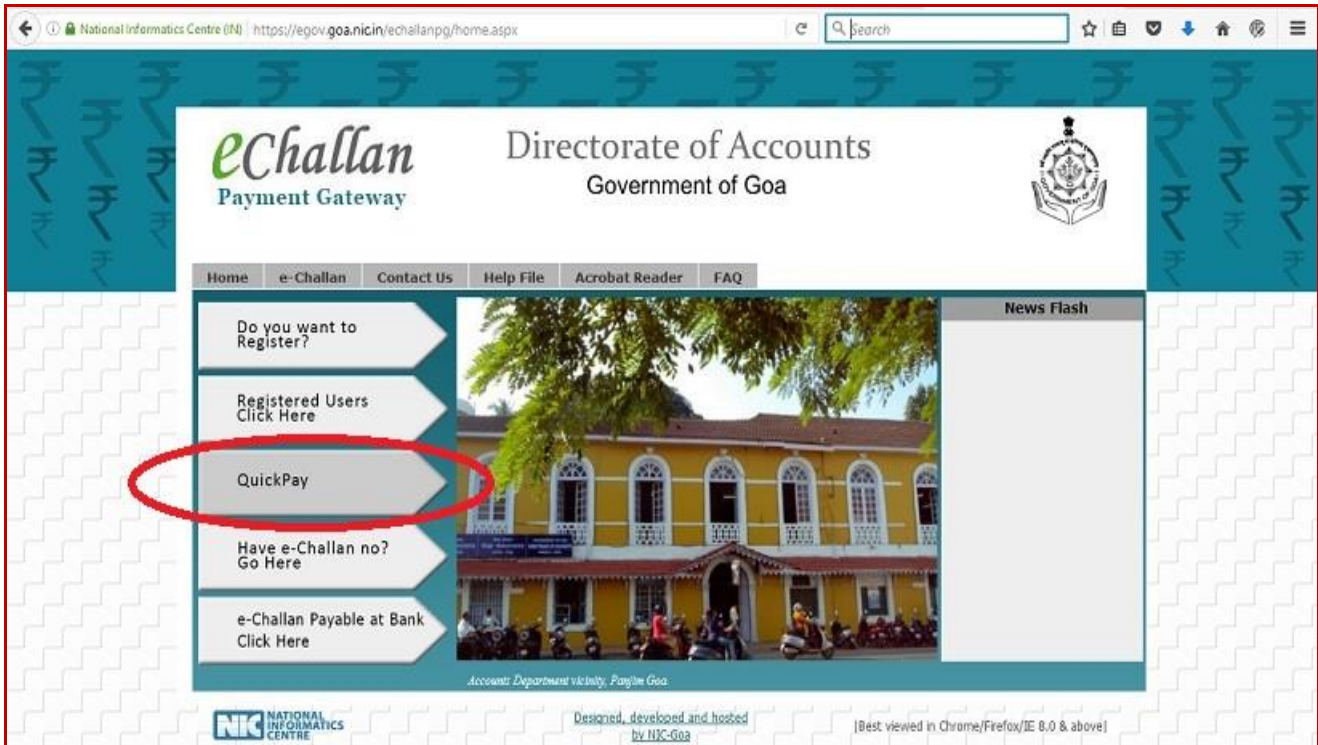 National Informatics Centre (IN) https://egov.goa.nic.in/echallanpg/home.aspx
Search
eChallan
Payment Gateway
Directorate of Accounts
Government of Goa
Home e-Challan Contact Us Help File Acrobat Reader FAQ
Do you want to
Register?
Registered Users
Click Here
QuickPay
Have e-Challan no?
Go Here
e-Challan Payable at Bank
Click Here
News Flash
Accounts Department vicinity, Panjim Goa
NIC NATIONAL
INFORMATICS
CENTRE
Designed, developed and hosted
by NIC-Goa
|Best viewed in Chrome/Firefox/IE 8.0 & above|